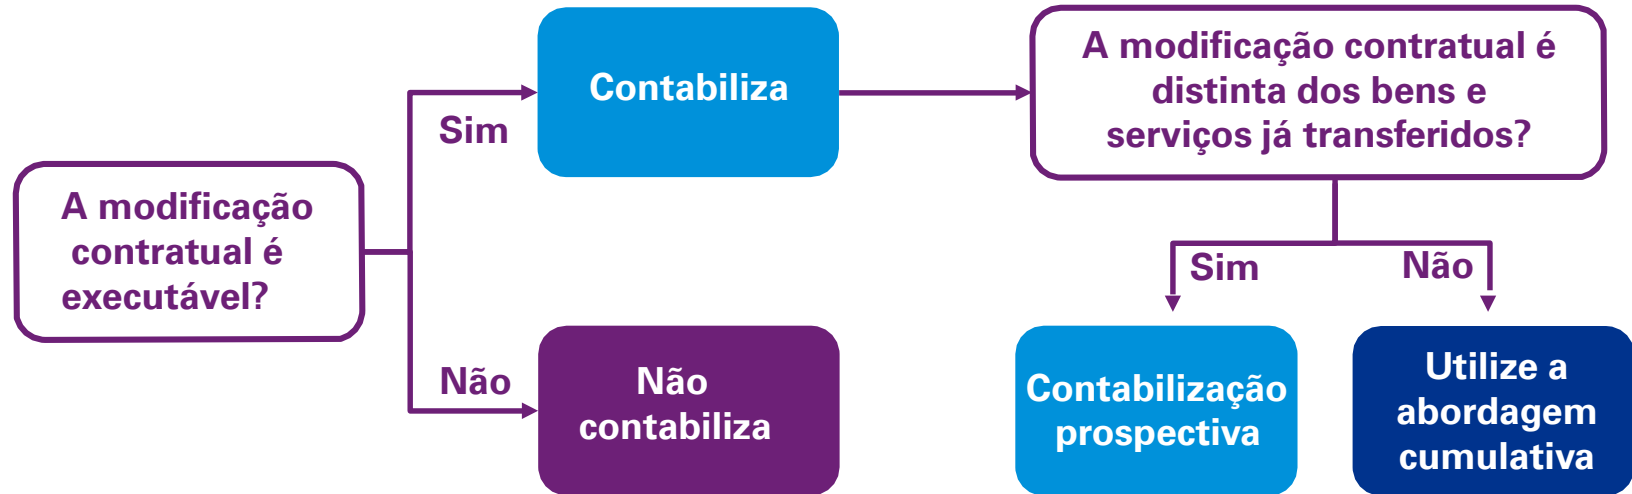 A modificação
contratual é
executável?
Sim
Contabiliza
Não
Não
contabiliza
A modificação contratual é
distinta dos bens e
serviços já transferidos?
Sim
Contabilização
prospectiva
Não
Utilize a
abordagem
cumulativa